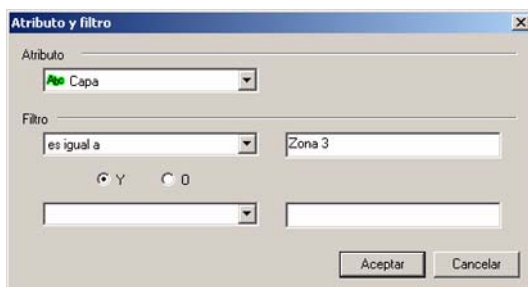 Atributo y filtro
Atributo
Abc Capa
Filtro
es igual a Zona 3
Y O
Aceptar Cancelar